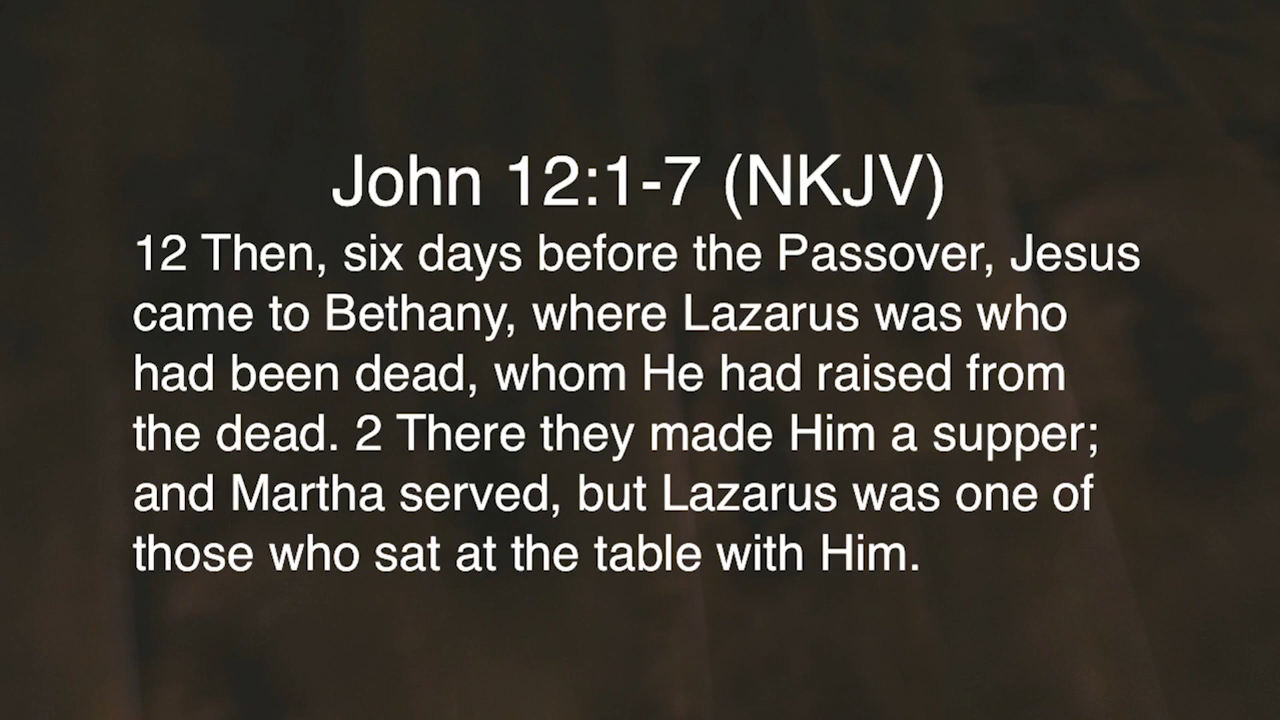 John 12:1-7 (NKJV)
12 Then, six days before the Passover, Jesus
came to Bethany, where Lazarus was who
had been dead, whom He had raised from
the dead. 2 There they made Him a supper;
and Martha served, but Lazarus was one of
those who sat at the table with Him.